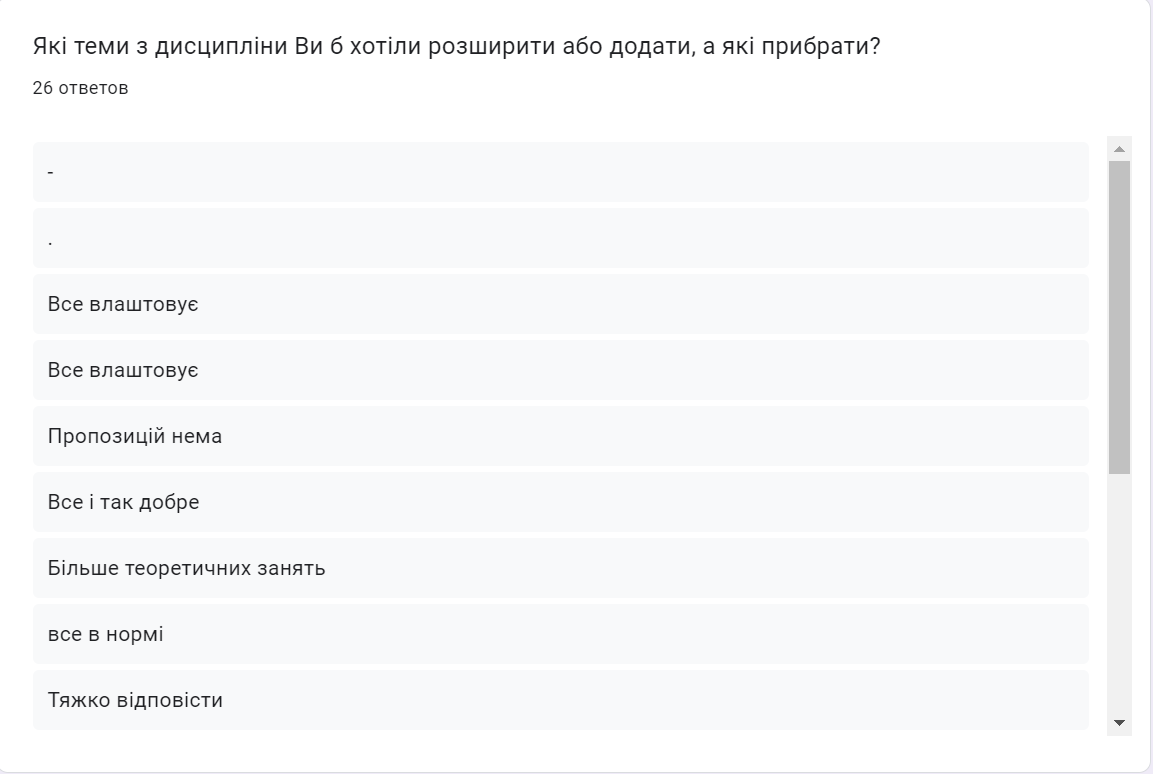 Які теми з дисципліни Ви б хотіли розширити або додати, а які прибрати?
26 ответов
-
.
Все влаштовує
Все влаштовує
Пропозицій нема
Все і так добре
Більше теоретичних занять
все в нормі
Тяжко відповісти